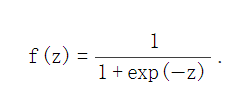 f(z) = 1 / (1 + exp(−z)) .